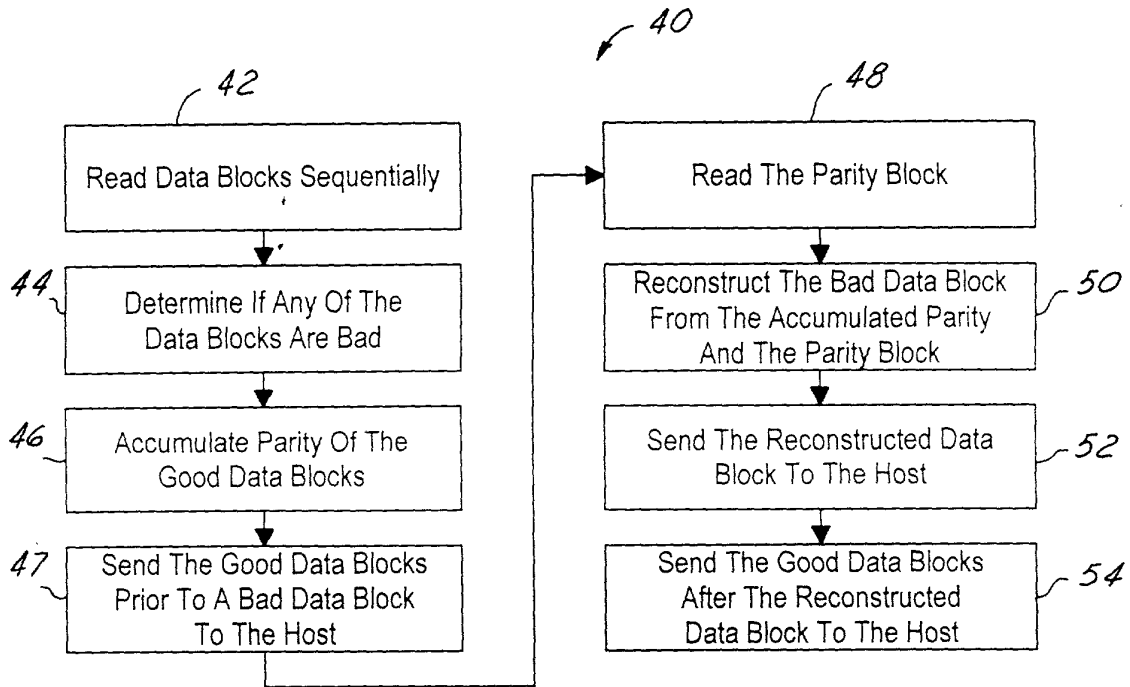 40
42
Read Data Blocks Sequentially
44
Determine If Any Of The
Data Blocks Are Bad
46
Accumulate Parity Of The
Good Data Blocks
47
Send The Good Data Blocks
Prior To A Bad Data Block
To The Host
48
Read The Parity Block
Reconstruct The Bad Data Block
From The Accumulated Parity
And The Parity Block
50
Send The Reconstructed Data
Block To The Host
52
Send The Good Data Blocks
After The Reconstructed
Data Block To The Host
54